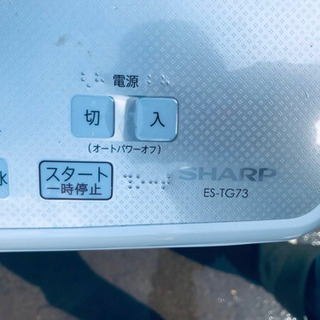 電源
切 入
(オートパワーオフ)
水
スタート
一時停止
SHARP
ES-TG73